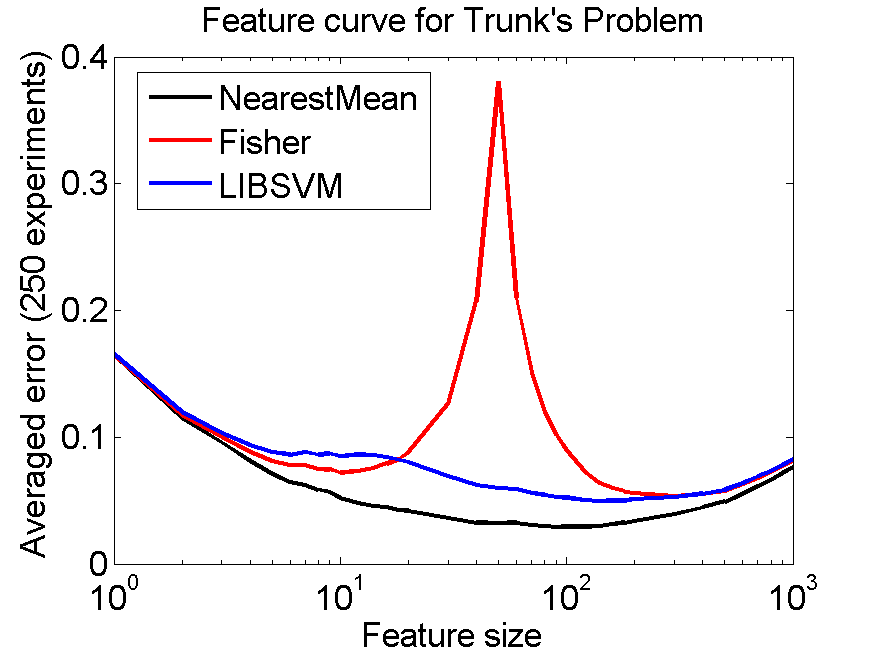 Feature curve for Trunk's Problem
Averaged error (250 experiments)
0.4
0.3
0.2
0.1
0
NearestMean
Fisher
LIBSVM
10^0 10^1 10^2 10^3
Feature size